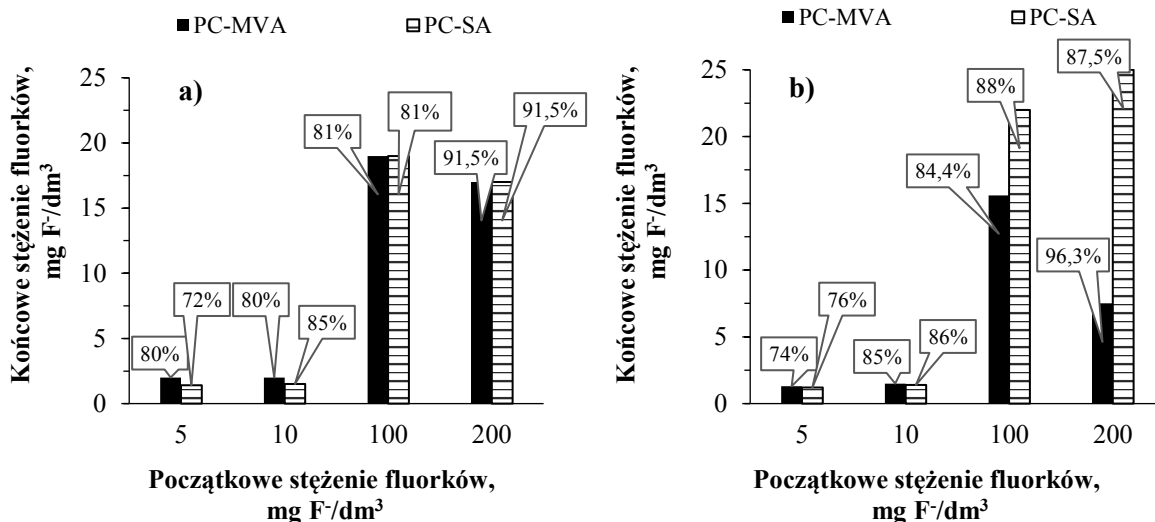 PC-MVA PC-SA
a)
Końcowe stężenie fluorków,
mg F-/dm3
25
20
15
10
5
0
80%
72%
80%
85%
81%
81%
91,5%
91,5%
5 10 100 200
Początkowe stężenie fluorków,
mg F-/dm3
PC-MVA PC-SA
b)
Końcowe stężenie fluorków,
mg F-/dm3
25
20
15
10
5
0
74%
76%
85%
86%
84,4%
88%
96,3%
87,5%
5 10 100 200
Początkowe stężenie fluorków,
mg F-/dm3